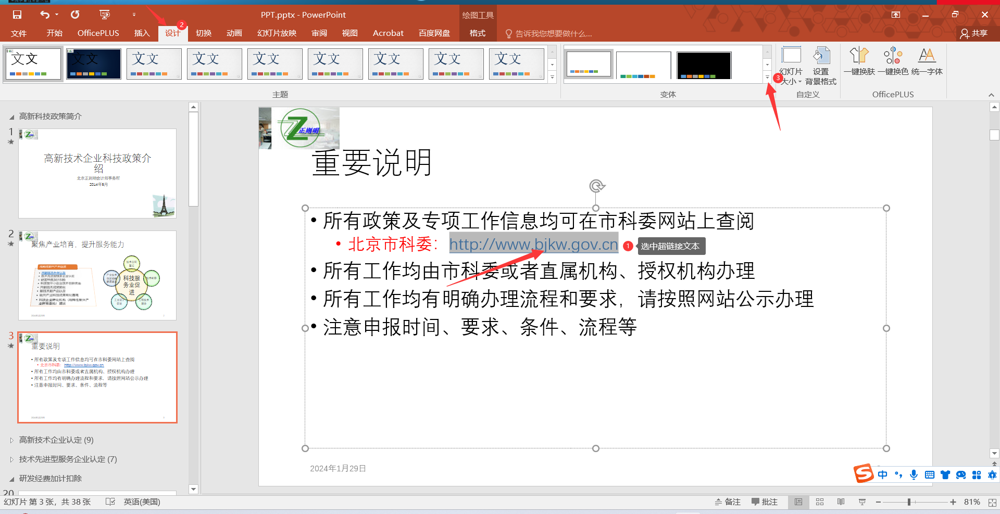 PPT.pptx - PowerPoint
绘图工具
文件
开始
OfficePLUS
插入
设计
2
切换
动画
幻灯片放映
审阅
视图
Acrobat
百度网盘
格式
告诉我您想要做什么...
共享
文文
文文
文文
文文
文文
文文
文文
文文
文文
3
幻灯片
大小
设置
背景格式
一键换肤
一键换色
统一字体
主题
变体
自定义
OfficePLUS
高新科技政策简介
1
高新技术企业科技政策介
绍
北京正则明会计师事务所
2014年5月
2
聚焦产业培育，提升服务能力
科技服
务业促
进
3
重要说明
• 所有政策及专项工作信息均可在市科委网站上查阅
• 北京市科委：http://www.bjkw.gov.cn
• 所有工作均由市科委或者直属机构、授权机构办理
• 所有工作均有明确办理流程和要求，请按照网站公示办理
• 注意申报时间、要求、条件、流程等
高新技术企业认定 (9)
技术先进型服务企业认定 (7)
研发经费加计扣除
20
正则明
重要说明
• 所有政策及专项工作信息均可在市科委网站上查阅
• 北京市科委：http://www.bjkw.gov.cn
1
选中超链接文本
• 所有工作均由市科委或者直属机构、授权机构办理
• 所有工作均有明确办理流程和要求，请按照网站公示办理
• 注意申报时间、要求、条件、流程等
2024年1月29日
中
幻灯片 第 3 张，共 38 张
英语(美国)
备注
批注
81%